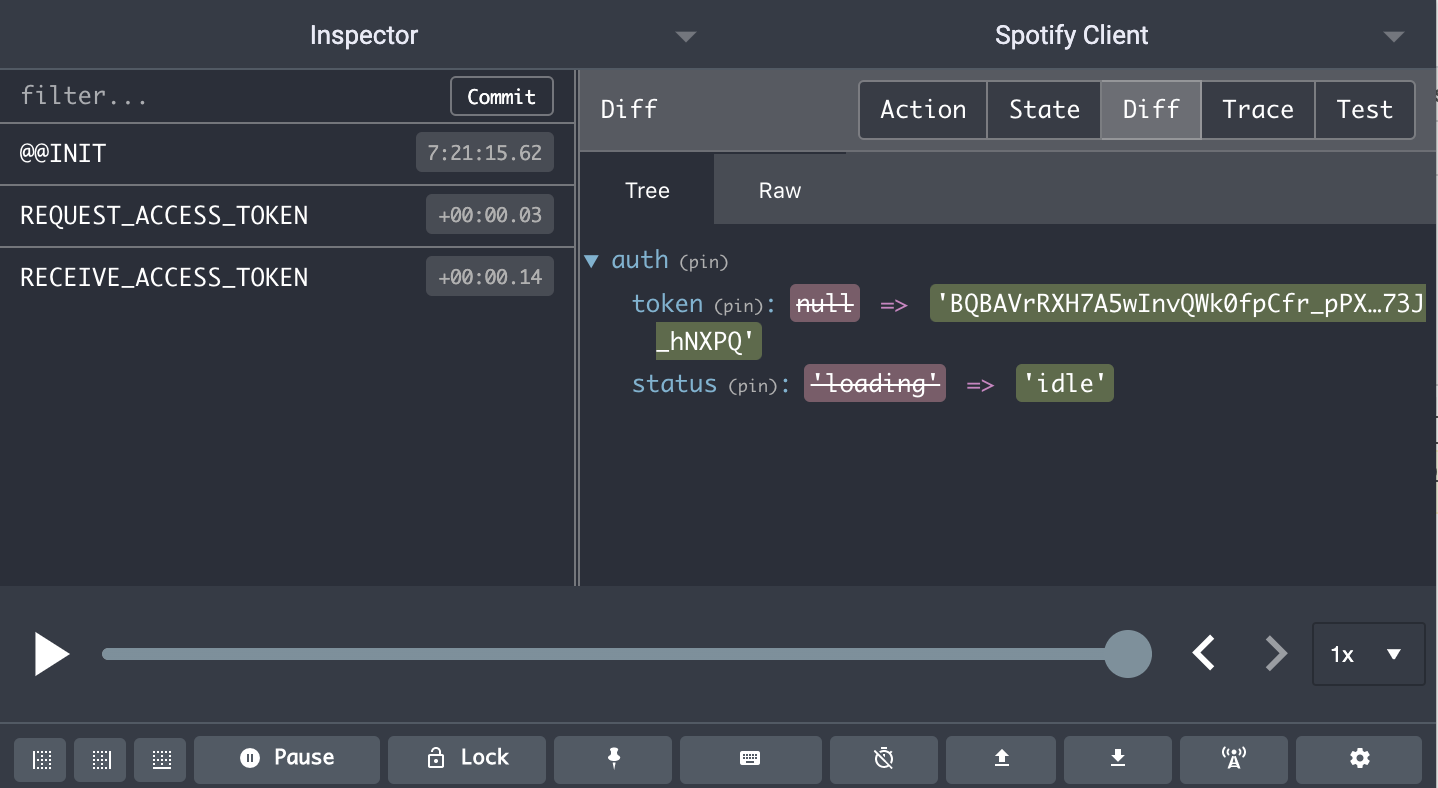 Inspector
Spotify Client
filter...
Commit
@@INIT
7:21:15.62
REQUEST_ACCESS_TOKEN
+00:00.03
RECEIVE_ACCESS_TOKEN
+00:00.14
Diff
Action
State
Diff
Trace
Test
Tree
Raw
auth (pin)
token (pin): null => 'BQBAVrRXH7A5wInvQWk0fpCfr_pPX…73J
_hNXPQ'
status (pin): 'loading' => 'idle'
1x
Pause
Lock